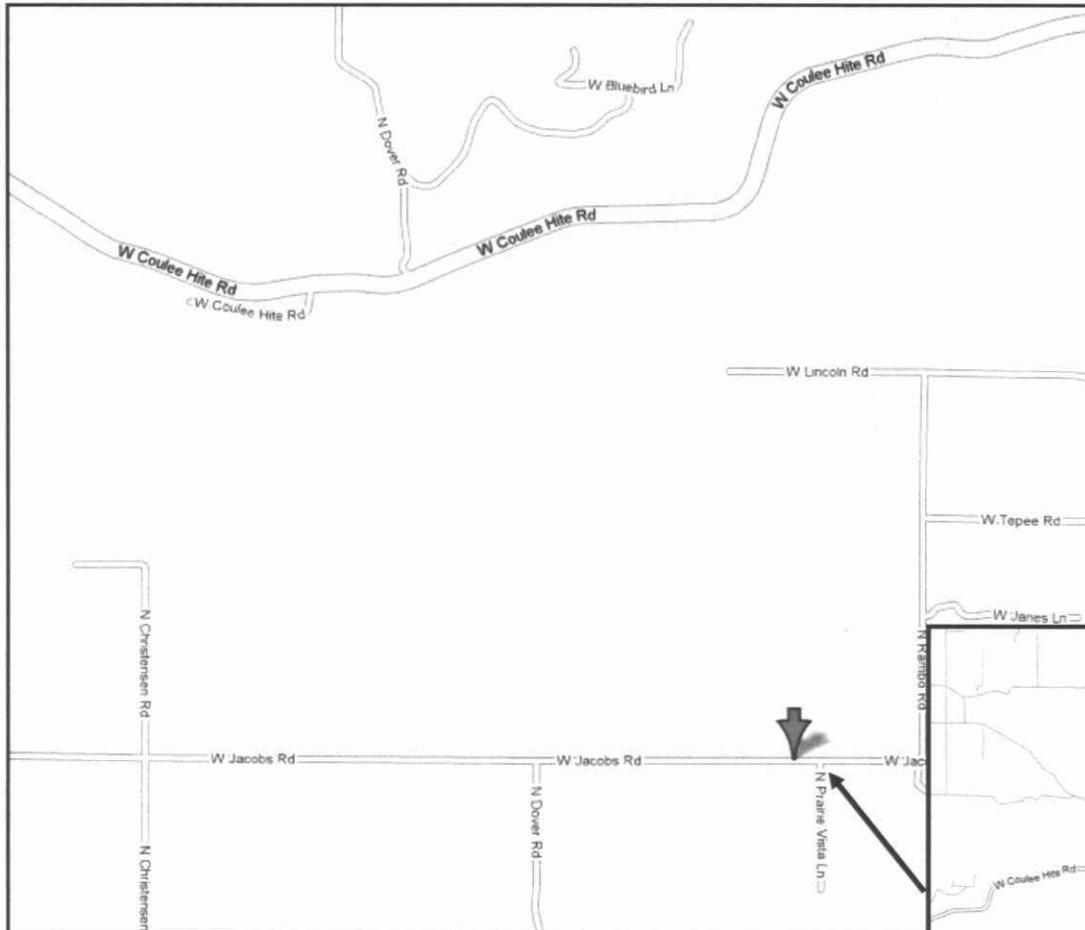 W Bluebird Ln
W Coulee Hite Rd
N Dover Rd
W Coulee Hite Rd
W Coulee Hite Rd
W Coulee Hite Rd
W Lincoln Rd
W Tepee Rd
W Janes Ln
N Christensen Rd
N Rambo Rd
W Jacobs Rd
W Jacobs Rd
W Jac
N Dover Rd
N Prairie Vista Ln
N Christensen
W Coulee Hite Rd